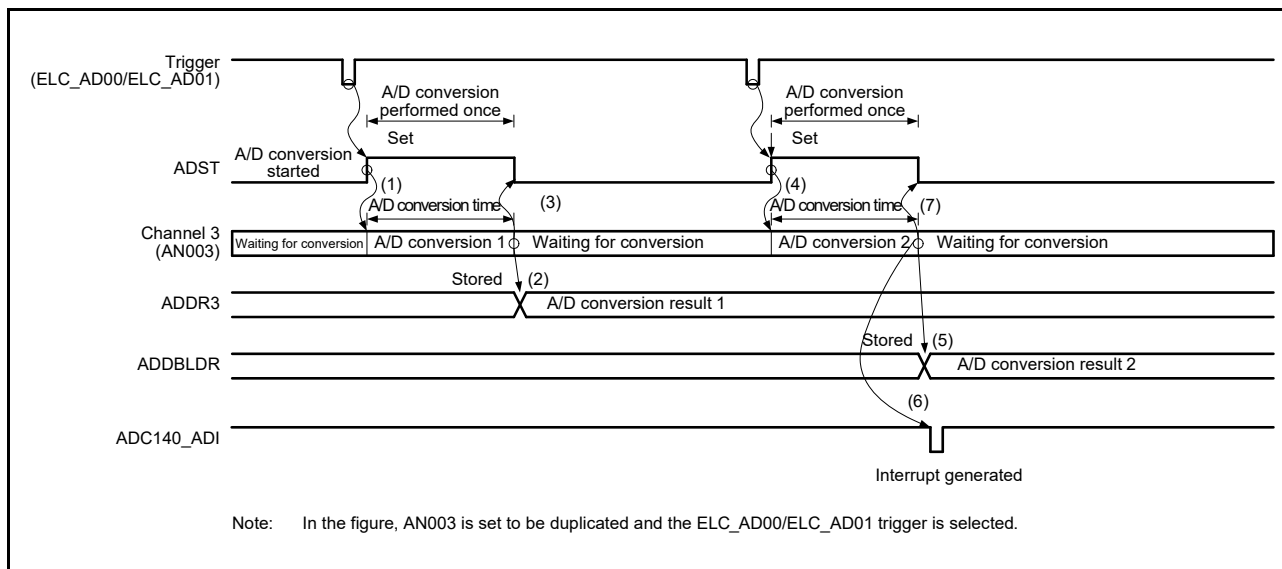 Trigger
(ELC_AD00/ELC_AD01)
A/D conversion
performed once
A/D conversion
performed once
Set
Set
ADST
A/D conversion
started
(1)
(3)
(4)
(7)
A/D conversion time
A/D conversion time
Channel 3
(AN003)
Waiting for conversion
A/D conversion 1
Waiting for conversion
A/D conversion 2
Waiting for conversion
Stored
(2)
ADDR3
A/D conversion result 1
Stored
(5)
ADDBLDR
A/D conversion result 2
(6)
ADC140_ADI
Interrupt generated
Note: In the figure, AN003 is set to be duplicated and the ELC_AD00/ELC_AD01 trigger is selected.